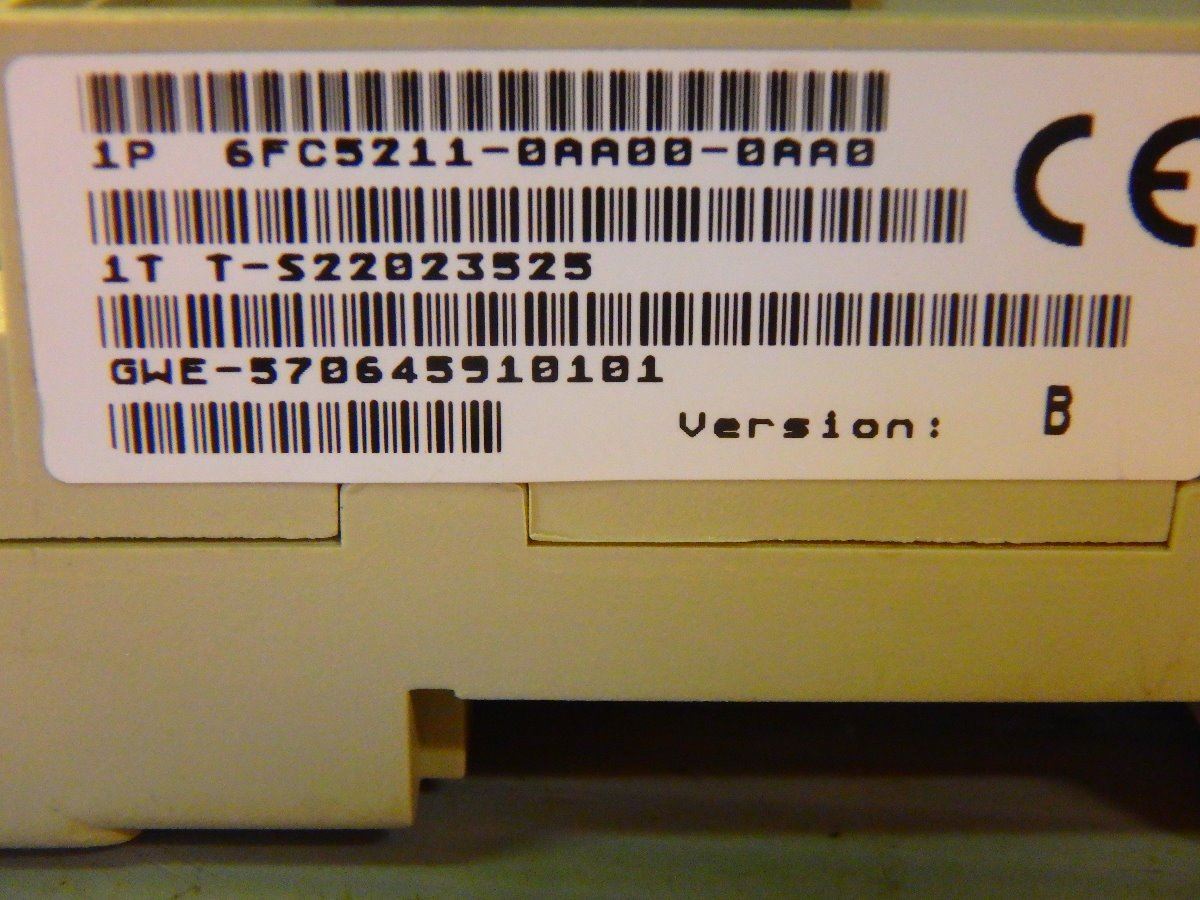 1P 6FC5211-0AA00-0AA0
CE
1T T-S22023525
GWE-570645910101
Version: B